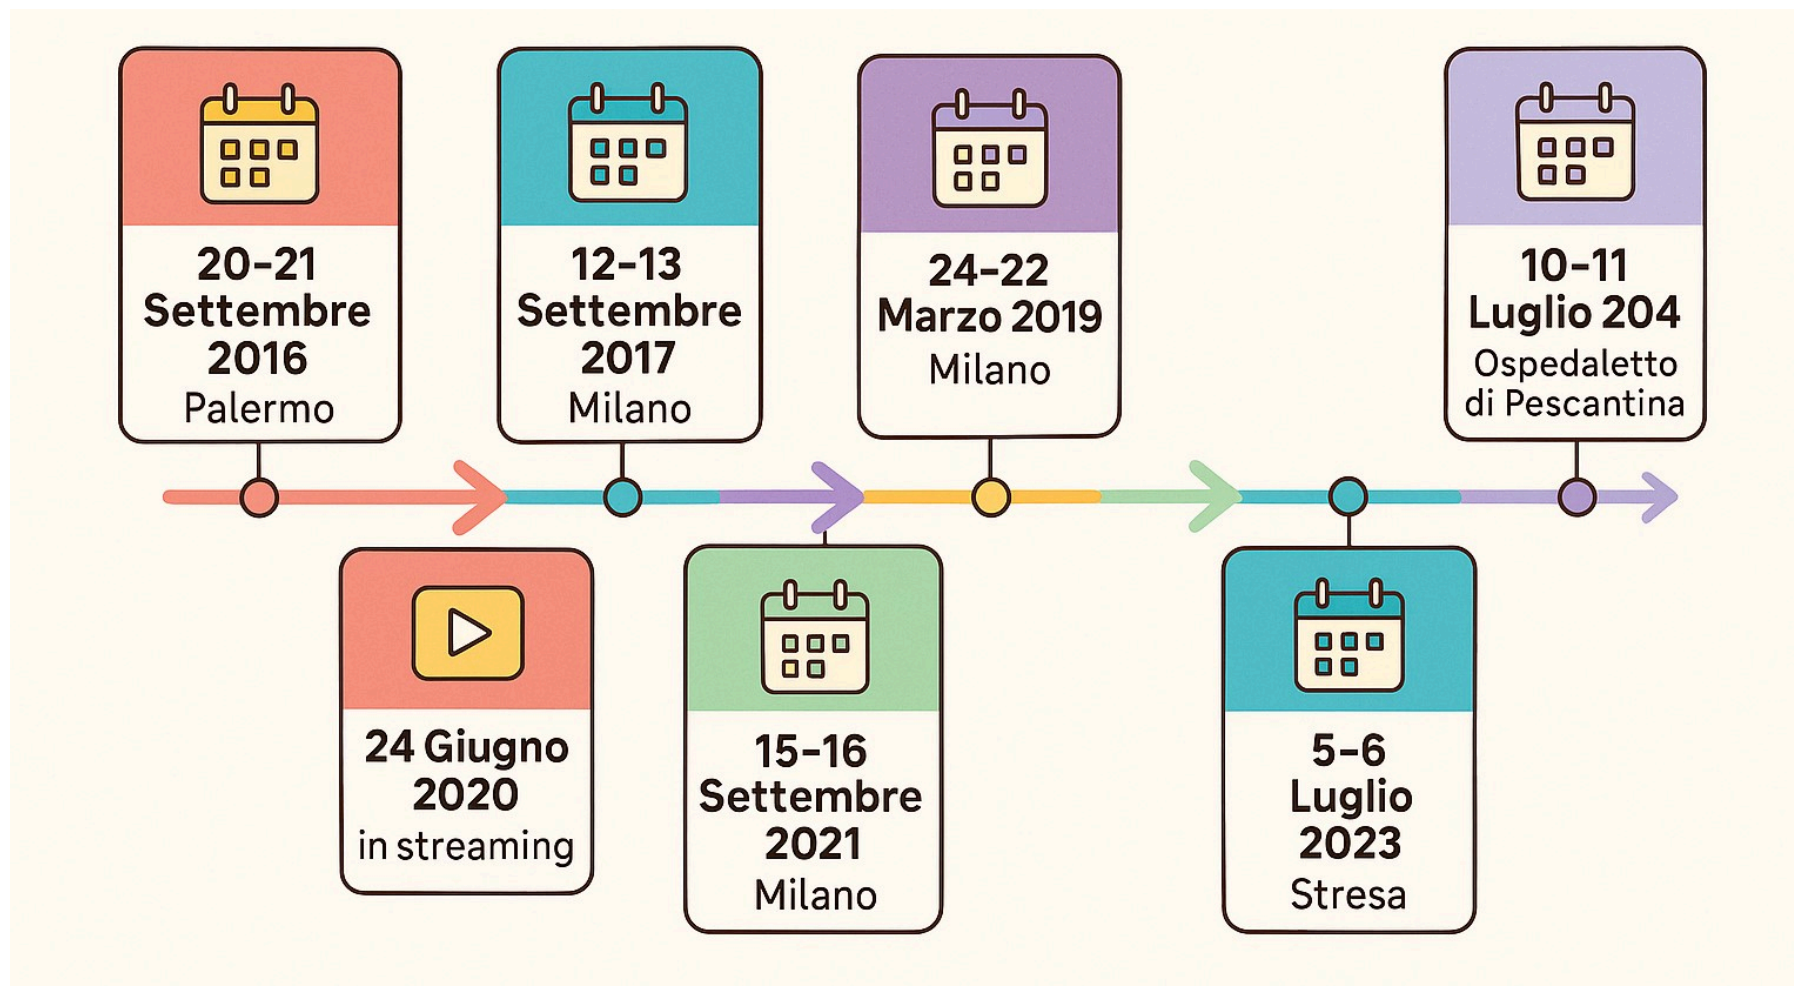 20-21
Settembre
2016
Palermo
12-13
Settembre
2017
Milano
24-22
Marzo 2019
Milano
10-11
Luglio 204
Ospedaletto
di Pescantina
24 Giugno
2020
in streaming
15-16
Settembre
2021
Milano
5-6
Luglio
2023
Stresa